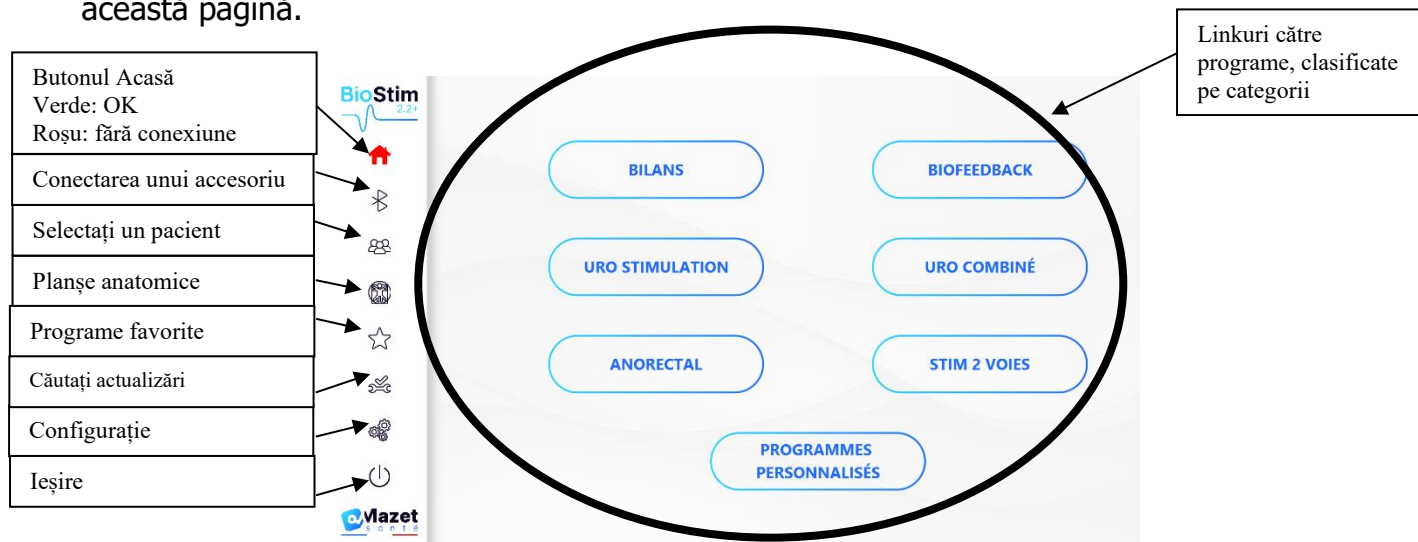 această pagină.
Butonul Acasă
Verde: OK
Roșu: fără conexiune
Conectarea unui accesoriu
Selectați un pacient
Planșe anatomice
Programe favorite
Căutați actualizări
Configurație
Ieșire
BioStim
2.2+
Mazet
santé
BILANS
BIOFEEDBACK
URO STIMULATION
URO COMBINÉ
ANORECTAL
STIM 2 VOIES
PROGRAMMES
PERSONNALISÉS
Linkuri către
programe, clasificate
pe categorii